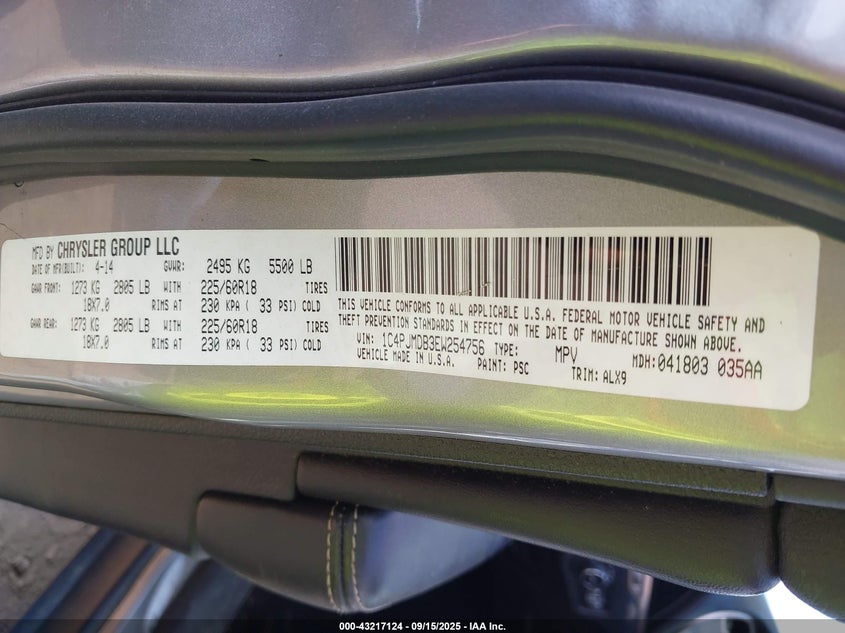 MFD BY CHRYSLER GROUP LLC
DATE OF MFR(BUILT): 4-14 GVWR: 2495 KG 5500 LB
GAWR FRONT: 1273 KG 2805 LB WITH 225/60R18 TIRES
18X7.0 RIMS AT 230 KPA ( 33 PSI) COLD
GAWR REAR: 1273 KG 2805 LB WITH 225/60R18 TIRES
18X7.0 RIMS AT 230 KPA ( 33 PSI) COLD
THIS VEHICLE CONFORMS TO ALL APPLICABLE U.S.A. FEDERAL MOTOR VEHICLE SAFETY AND
THEFT PREVENTION STANDARDS IN EFFECT ON THE DATE OF MANUFACTURE SHOWN ABOVE.
VIN: 1C4PJMDB3EW254756 TYPE: MPV MDH: 041803 035AA
VEHICLE MADE IN U.S.A. PAINT: PSC TRIM: ALX9
000-43217124 - 09/15/2025 - IAA Inc.